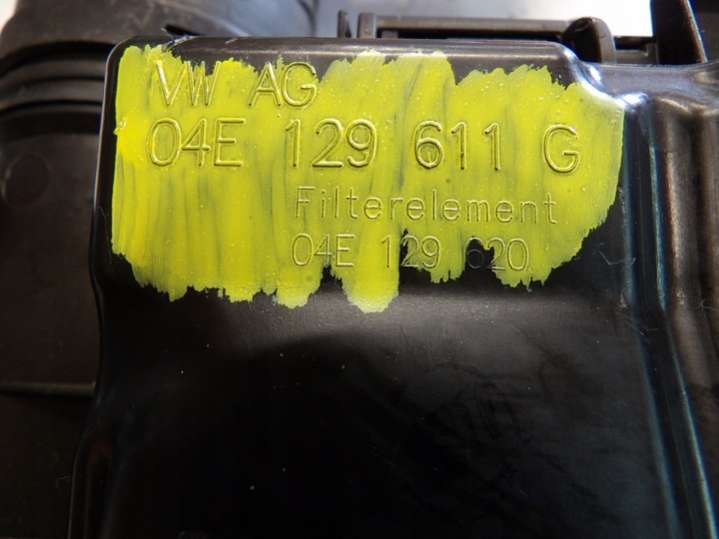 VW AG
04E 129 611 G
Filterelement
04E 129 620